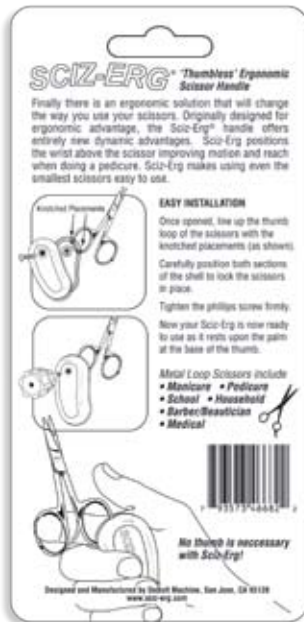 SCIZ-ERG® 'Thumbless' Ergonomic
Scissor Handle
Finally there is an ergonomic solution that will change
the way you use your scissors. Originally designed for
ergonomic advantage, the Sciz-Erg® handle offers
entirely new dynamic advantages. Sciz-Erg positions
the wrist above the scissor improving motion and reach
when doing a pedicure. Sciz-Erg makes using even the
smallest scissors easy to use.
Knotched Placements
EASY INSTALLATION
Once opened, line up the thumb
loop of the scissors with the
knotched placements (as shown)
Carefully position both sections
of the shell to lock the scissors
in place.
Tighten the phillips screw firmly.
Now your Sciz-Erg is now ready
to use as it rests upon the palm
at the base of the thumb.
Metal Loop Scissors include
• Manicure • Pedicure
• School • Household
• Barber/Beautician
• Medical
7 93573 46682 2
No thumb is neccessary
with Sciz-Erg!
Designed and Manufactured by Machine, San Jose, CA
www.sciz-erg.com